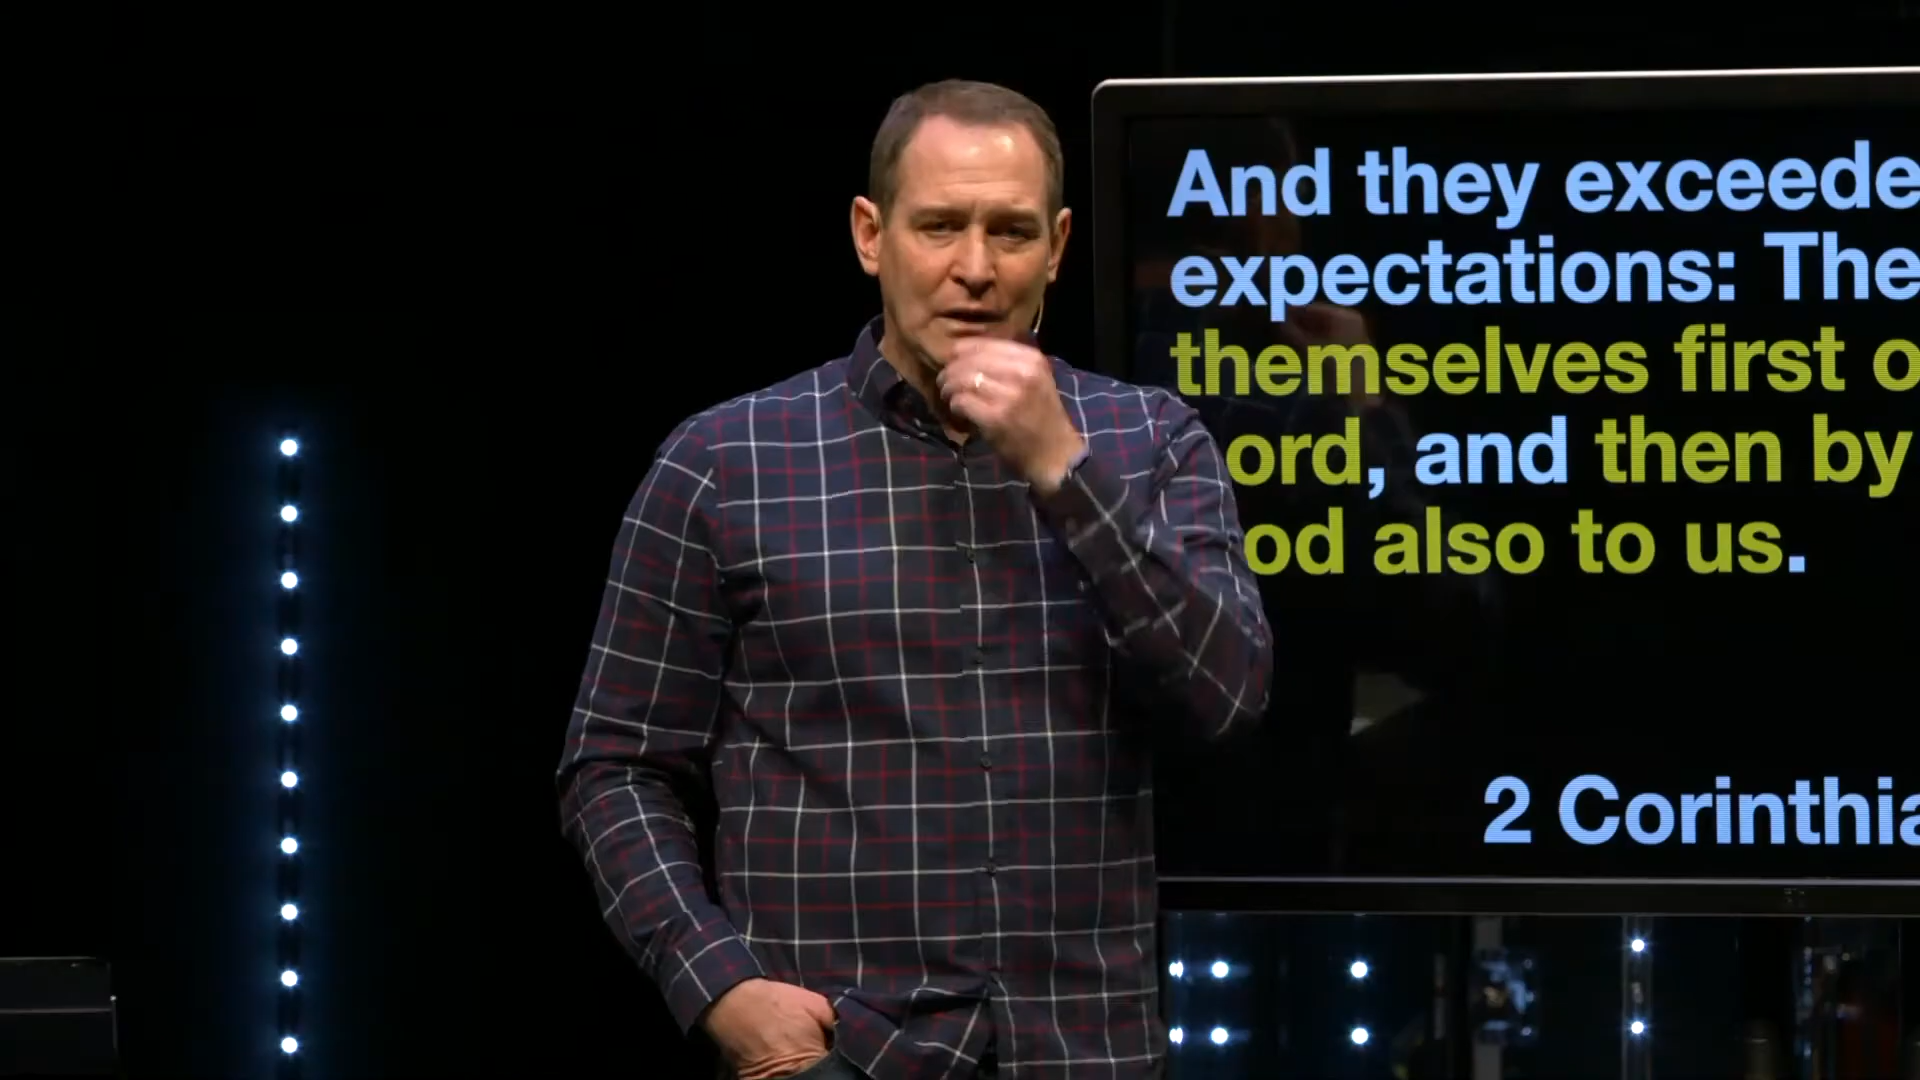 And they exceede
expectations: The
themselves first o
ord, and then by
od also to us.
2 Corinthia